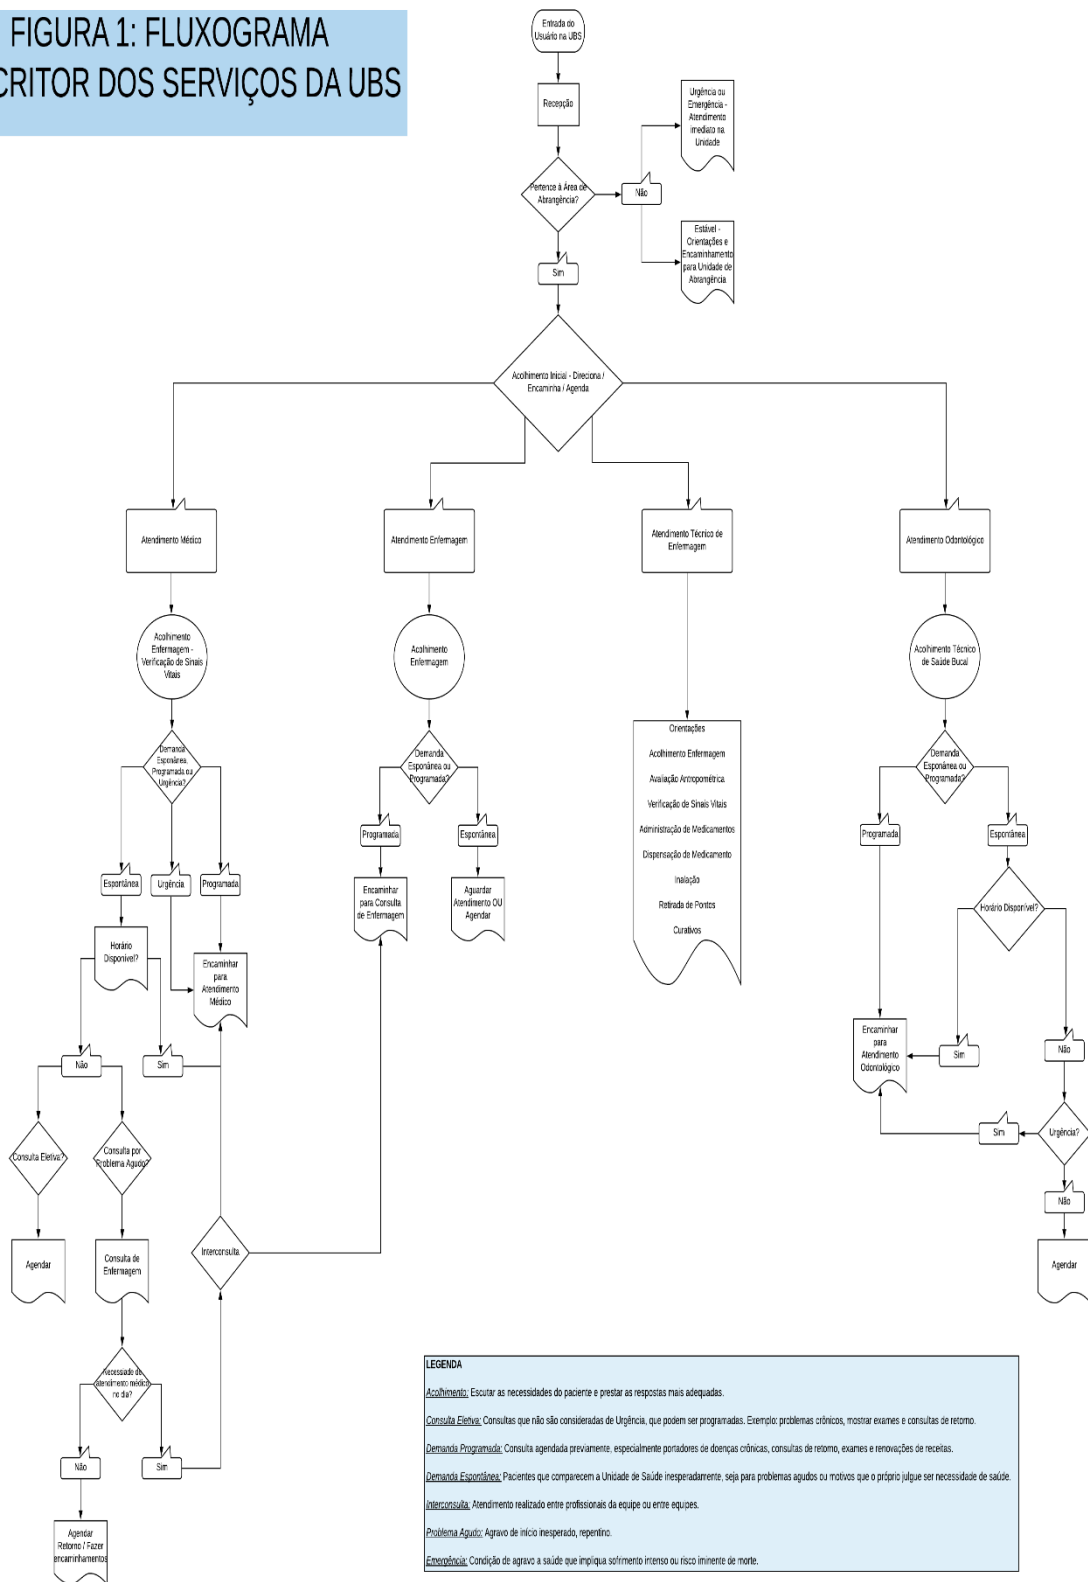 FIGURA 1: FLUXOGRAMA
CRITOR DOS SERVIÇOS DA UBS
Entrada do
Usuário na UBS
Recepção
Pertence à Área de
Abrangência?
Não
Urgência ou
Emergência -
Atendimento
imediato na
Unidade
Estável -
Orientações e
Encaminhamento
para Unidade de
Abrangência
Sim
Acolhimento Inicial - Direciona /
Encaminha / Agenda
Atendimento Médico
Atendimento Enfermagem
Atendimento Técnico de
Enfermagem
Atendimento Odontológico
Acolhimento
Enfermagem -
Verificação de Sinais
Vitais
Acolhimento
Enfermagem
Acolhimento Técnico
de Saúde Bucal
Demanda
Esponânea,
Programada ou
Urgência?
Demanda
Esponânea ou
Programada?
Orientações
Acolhimento Enfermagem
Avaliação Antropométrica
Verificação de Sinais Vitais
Administração de Medicamentos
Dispensação de Medicamento
Inalação
Retirada de Pontos
Curativos
Demanda
Esponânea ou
Programada?
Espontânea
Urgência
Programada
Programada
Espontânea
Programada
Espontânea
Encaminhar
para Consulta
de Enfermagem
Aguardar
Atendimento OU
Agendar
Horário Disponível?
Horário
Disponível?
Encaminhar
para
Atendimento
Médico
Não
Sim
Encaminhar
para
Atendimento
Odontológico
Sim
Não
Consulta Eletiva?
Consulta por
Problema Agudo?
Sim
Urgência?
Não
Agendar
Consulta de
Enfermagem
Interconsulta
Agendar
Necessiade de
atendimento médico
no dia?
Não
Sim
Agendar
Retorno / Fazer
encaminhamentos
LEGENDA
Acolhimento: Escutar as necessidades do paciente e prestar as respostas mais adequadas.
Consulta Eletiva: Consultas que não são consideradas de Urgência, que podem ser programadas. Exemplo: problemas crônicos, mostrar exames e consultas de retorno.
Demanda Programada: Consulta agendada previamente, especialmente portadores de doenças crônicas, consultas de retorno, exames e renovações de receitas.
Demanda Espontânea: Pacientes que comparecem a Unidade de Saúde inesperadamente, seja para problemas agudos ou motivos que o próprio julgue ser necessidade de saúde.
Interconsulta: Atendimento realizado entre profissionais da equipe ou entre equipes.
Problema Agudo: Agravo de início inesperado, repentino.
Emergência: Condição de agravo a saúde que impliqua sofrimento intenso ou risco iminente de morte.